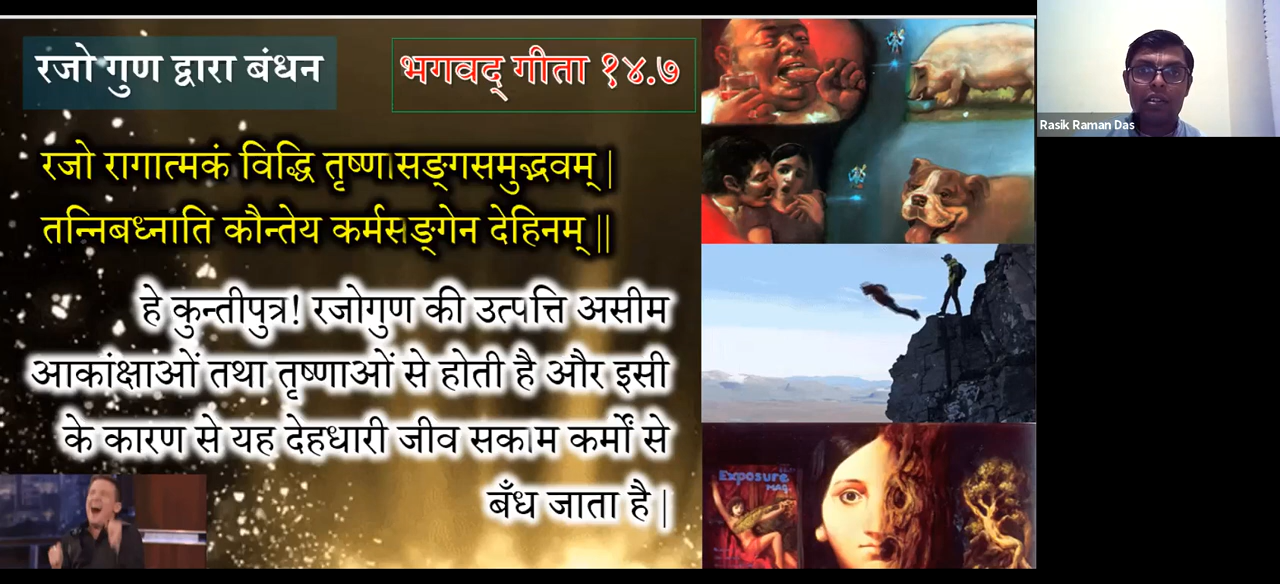 रजो गुण द्वारा बंधन
भगवद् गीता १४.७
रजो रागात्मकं विद्धि तृष्णासङ्गसमुद्भवम् |
तन्निबध्नाति कौन्तेय कर्मसङ्गेन देहिनम् ||
हे कुन्तीपुत्र! रजोगुण की उत्पत्ति असीम
आकांक्षाओं तथा तृष्णाओं से होती है और इसी
के कारण से यह देहधारी जीव सकाम कर्मों से
बँध जाता है |
Exposure
MAG.
Rasik Raman Das